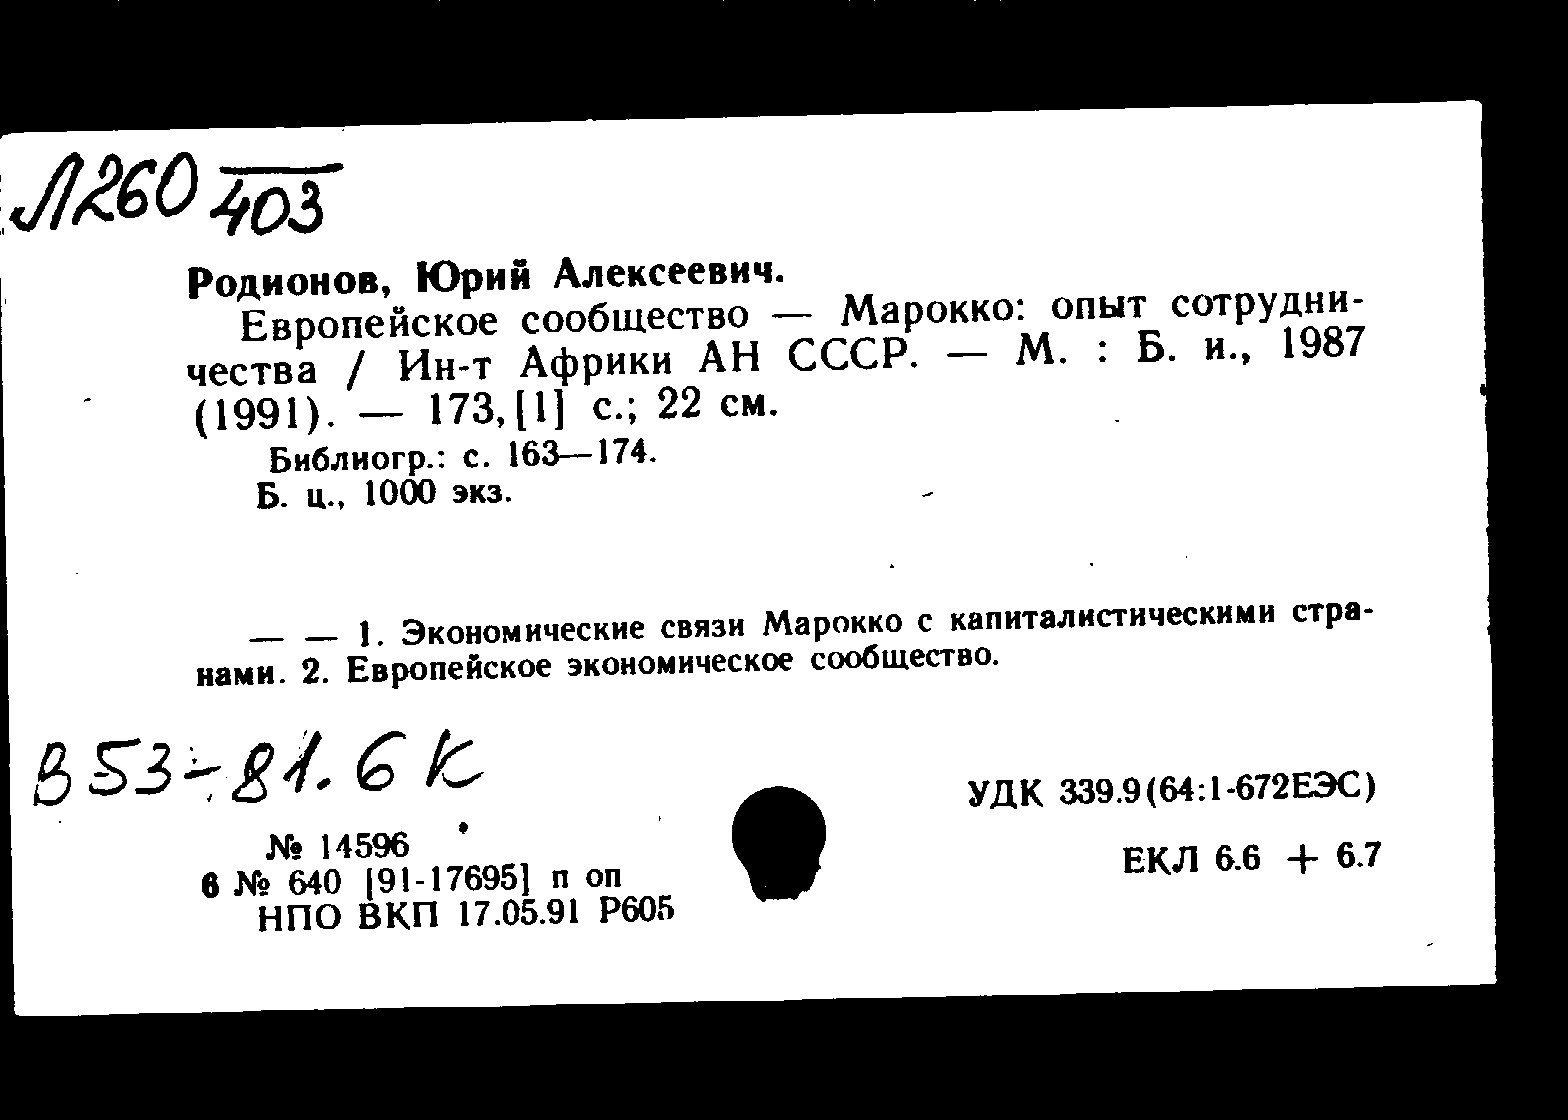 Л260 403
Родионов, Юрий Алексеевич.
Европейское сообщество — Марокко: опыт сотрудни-
чества / Ин-т Африки АН СССР. — М. : Б. и., 1987
(1991). — 173, [1] с.; 22 см.
Библиогр.: с. 163—174.
Б. ц., 1000 экз.
— — 1. Экономические связи Марокко с капиталистическими стра-
нами. 2. Европейское экономическое сообщество.
В53-81.6 К
УДК 339.9(64:1-672ЕЭС)
№ 14596
ЕКЛ 6.6 + 6.7
6 № 640 [91-17695] п оп
НПО ВКП 17.05.91 Р605